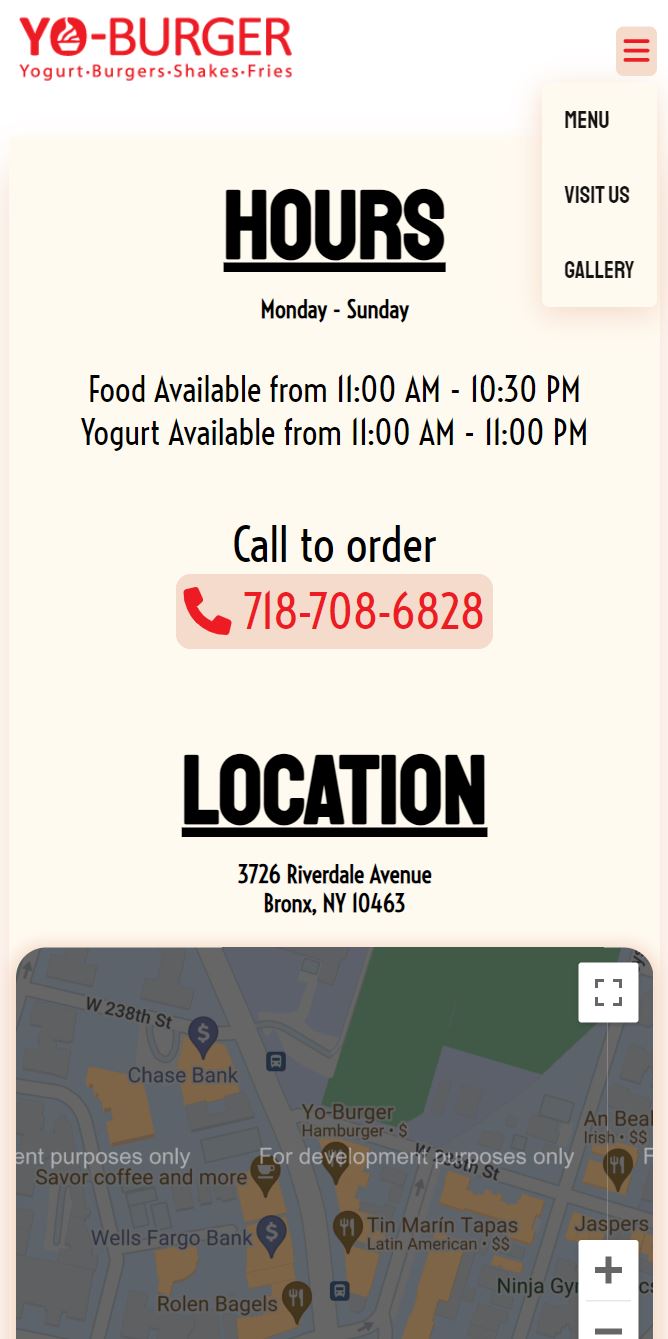 YO-BURGER
Yogurt·Burgers·Shakes·Fries
MENU
VISIT US
GALLERY
HOURS
Monday - Sunday
Food Available from 11:00 AM - 10:30 PM
Yogurt Available from 11:00 AM - 11:00 PM
Call to order
718-708-6828
LOCATION
3726 Riverdale Avenue
Bronx, NY 10463
W 238th St
Chase Bank
Yo-Burger
Hamburger · $
An Beal
Irish · $$
ent purposes only
For development purposes only
F
Savor coffee and more
Tin Marín Tapas
Latin American · $$
Jaspers
Wells Fargo Bank
Ninja Gy
Rolen Bagels